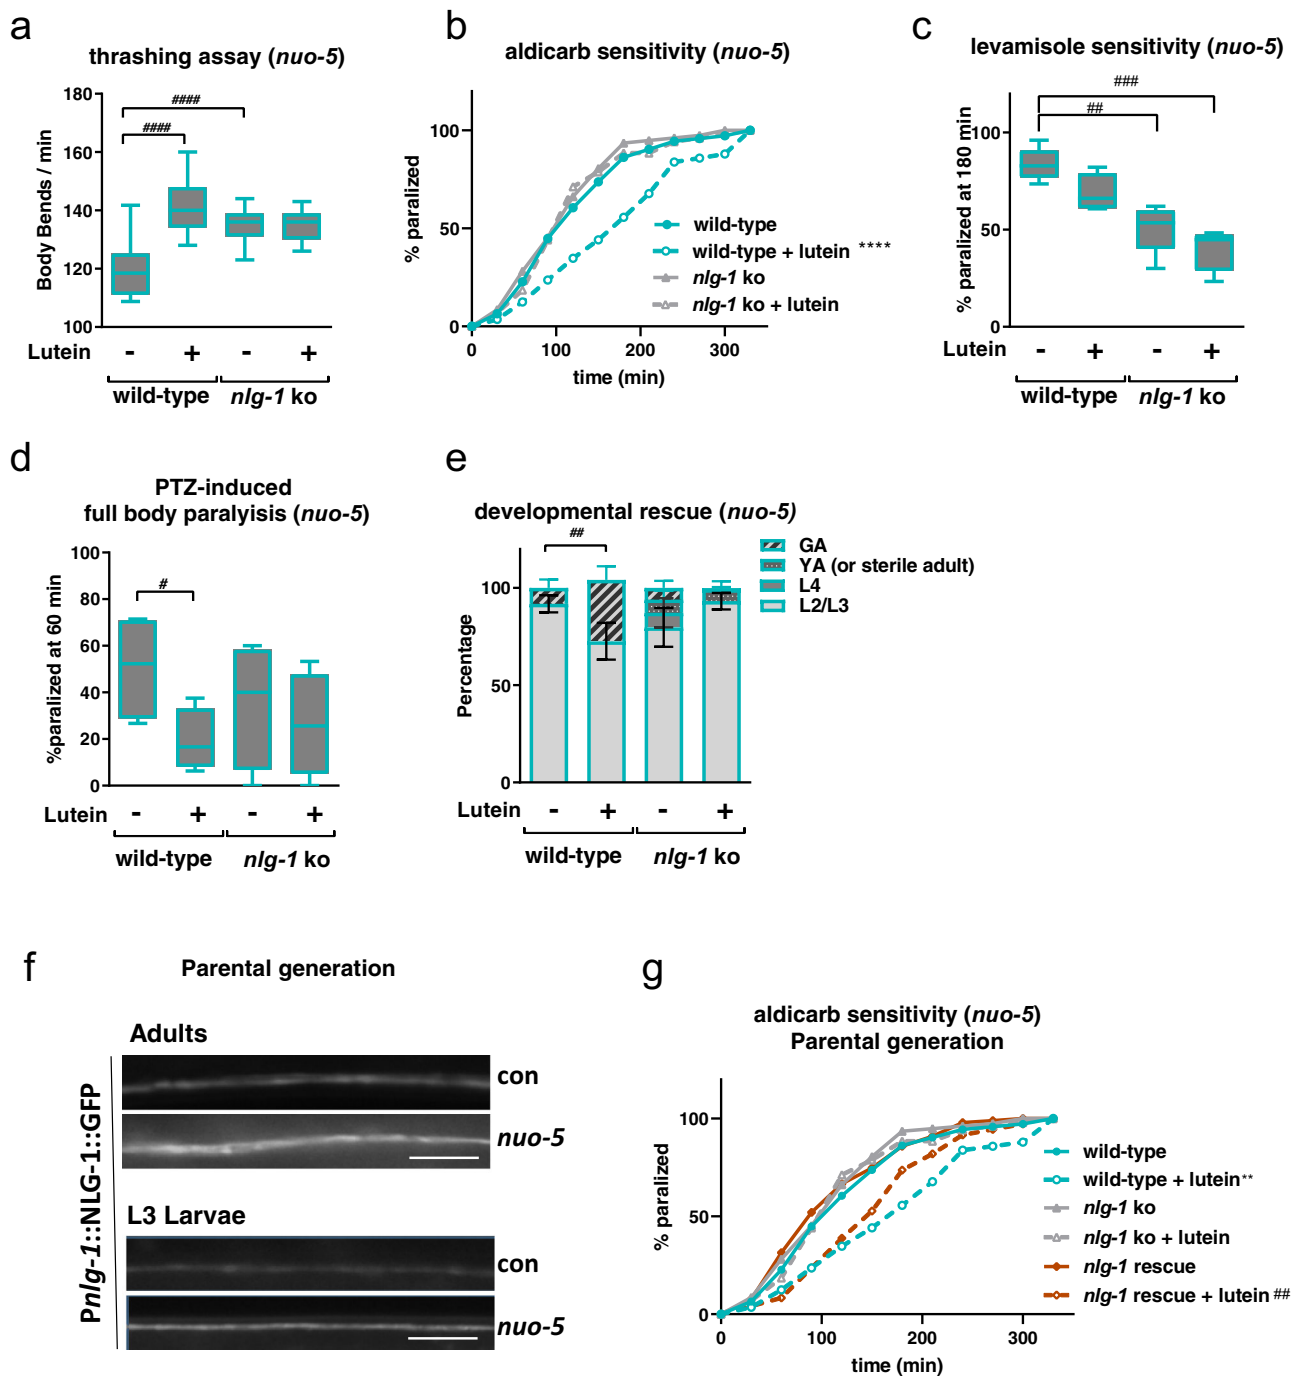 a
thrashing assay (nuo-5)
Body Bends / min
180
160
140
120
100
####
####
Lutein - + - +
wild-type nlg-1 ko
b
aldicarb sensitivity (nuo-5)
% paralized
100
50
0
0 100 200 300
time (min)
wild-type
wild-type + lutein ****
nlg-1 ko
nlg-1 ko + lutein
c
levamisole sensitivity (nuo-5)
% paralized at 180 min
100
50
0
###
##
Lutein - + - +
wild-type nlg-1 ko
d
PTZ-induced
full body paralyisis (nuo-5)
%paralized at 60 min
100
80
60
40
20
0
#
Lutein - + - +
wild-type nlg-1 ko
e
developmental rescue (nuo-5)
Percentage
100
50
0
##
GA
YA (or sterile adult)
L4
L2/L3
Lutein - + - +
wild-type nlg-1 ko
f
Parental generation
Pnlg-1::NLG-1::GFP
Adults
con
nuo-5
L3 Larvae
con
nuo-5
g
aldicarb sensitivity (nuo-5)
Parental generation
% paralized
100
50
0
0 100 200 300
time (min)
wild-type
wild-type + lutein**
nlg-1 ko
nlg-1 ko + lutein
nlg-1 rescue
nlg-1 rescue + lutein ##